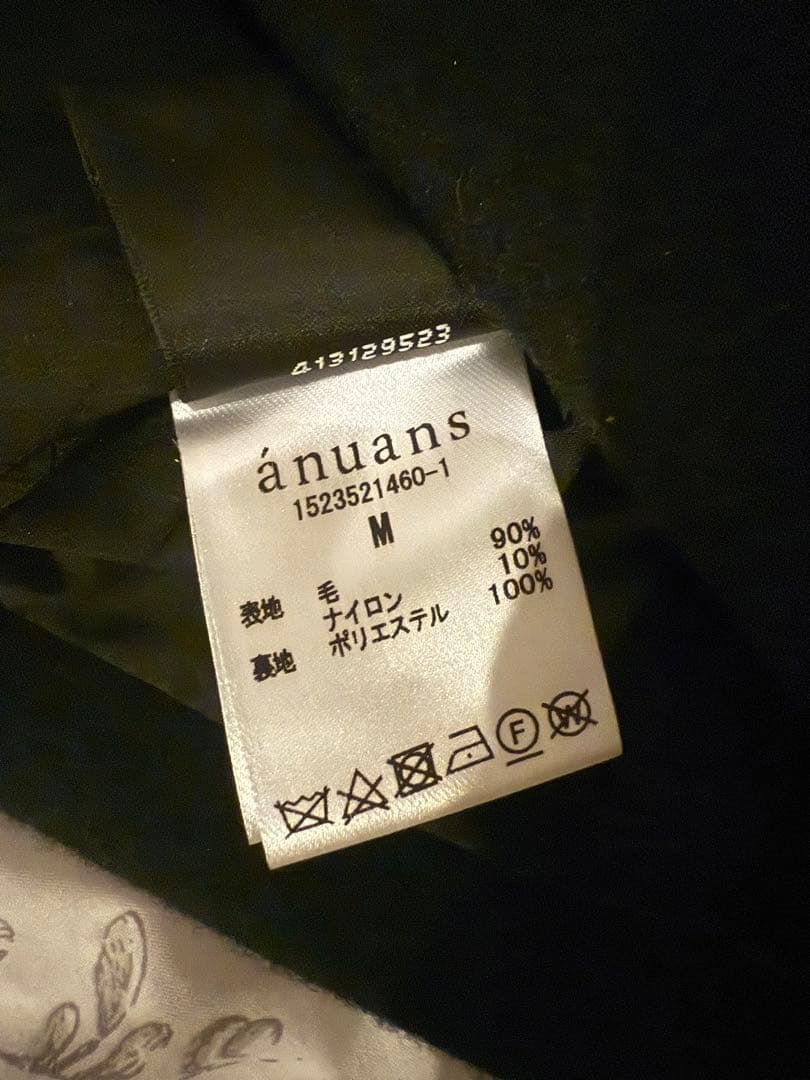 413129523
ánuans
1523521460-1
M
表地 毛 90%
ナイロン 10%
裏地 ポリエステル 100%
F
W